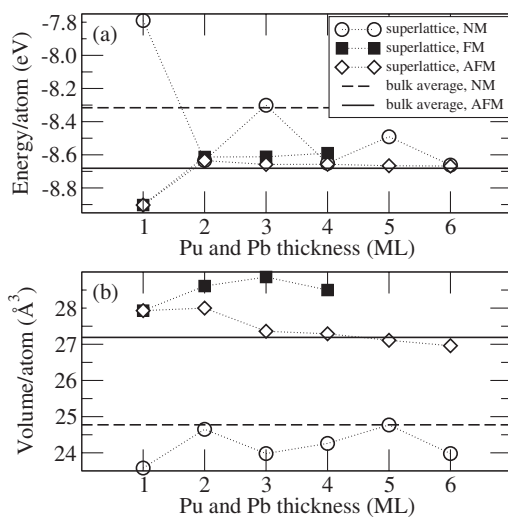 (a)
superlattice, NM
superlattice, FM
superlattice, AFM
bulk average, NM
bulk average, AFM
Energy/atom (eV)
-7.8
-8.0
-8.2
-8.4
-8.6
-8.8
1 2 3 4 5 6
Pu and Pb thickness (ML)
(b)
Volume/atom (Å³)
28
27
26
25
24
1 2 3 4 5 6
Pu and Pb thickness (ML)